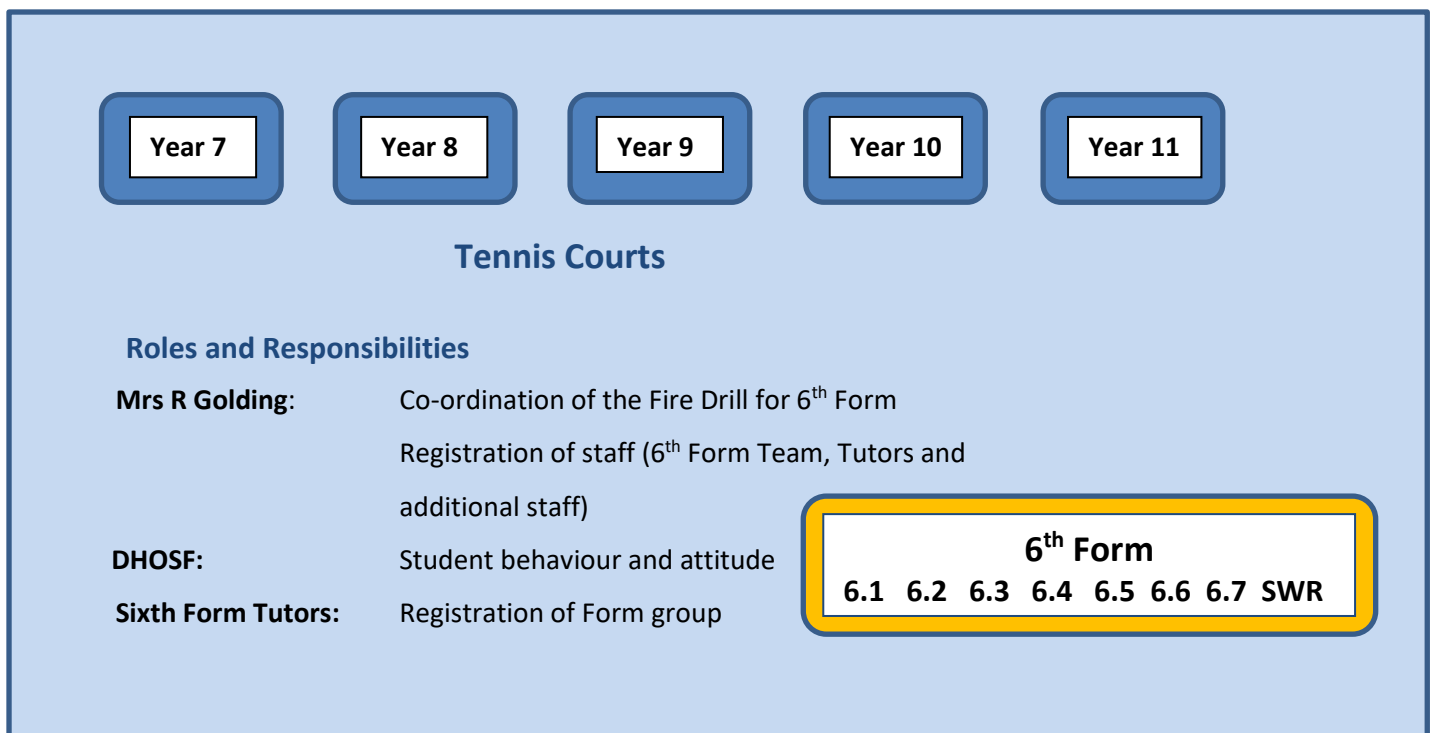 Year 7 Year 8 Year 9 Year 10 Year 11
Tennis Courts
Roles and Responsibilities
Mrs R Golding: Co-ordination of the Fire Drill for 6th Form
Registration of staff (6th Form Team, Tutors and
additional staff)
DHOSF: Student behaviour and attitude
Sixth Form Tutors: Registration of Form group
6th Form
6.1 6.2 6.3 6.4 6.5 6.6 6.7 SWR